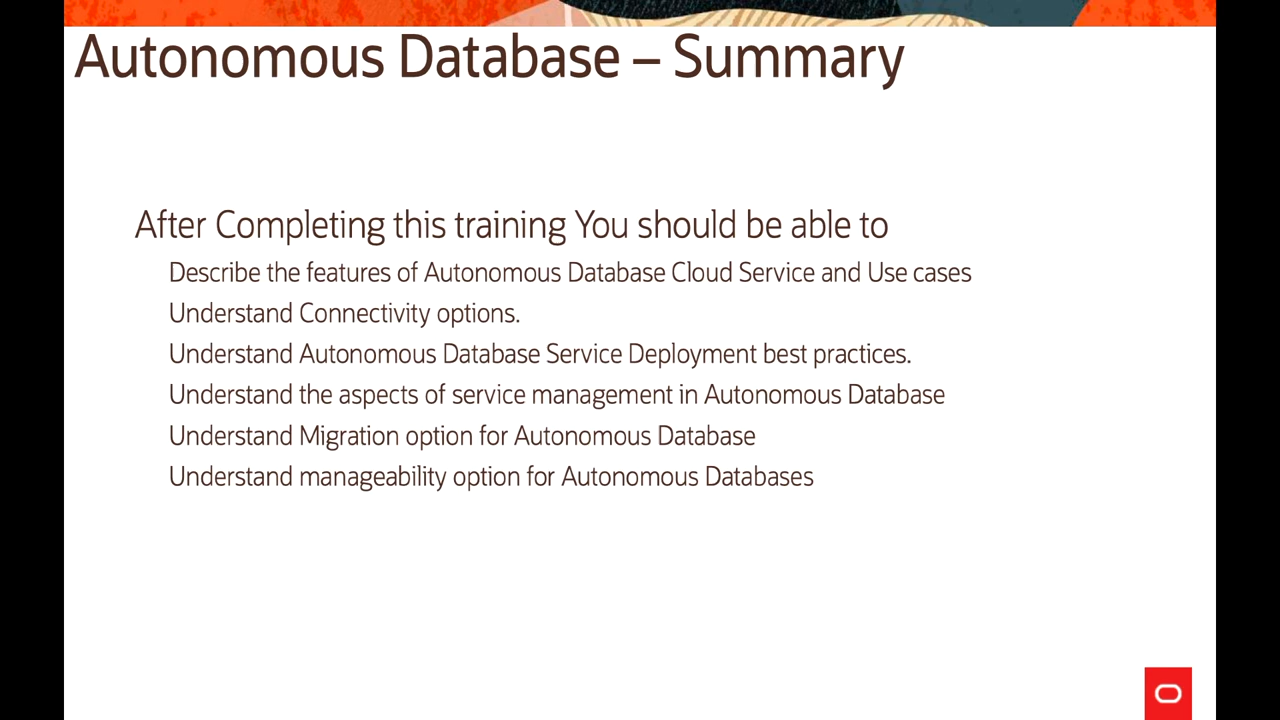 Autonomous Database – Summary
After Completing this training You should be able to
Describe the features of Autonomous Database Cloud Service and Use cases
Understand Connectivity options.
Understand Autonomous Database Service Deployment best practices.
Understand the aspects of service management in Autonomous Database
Understand Migration option for Autonomous Database
Understand manageability option for Autonomous Databases